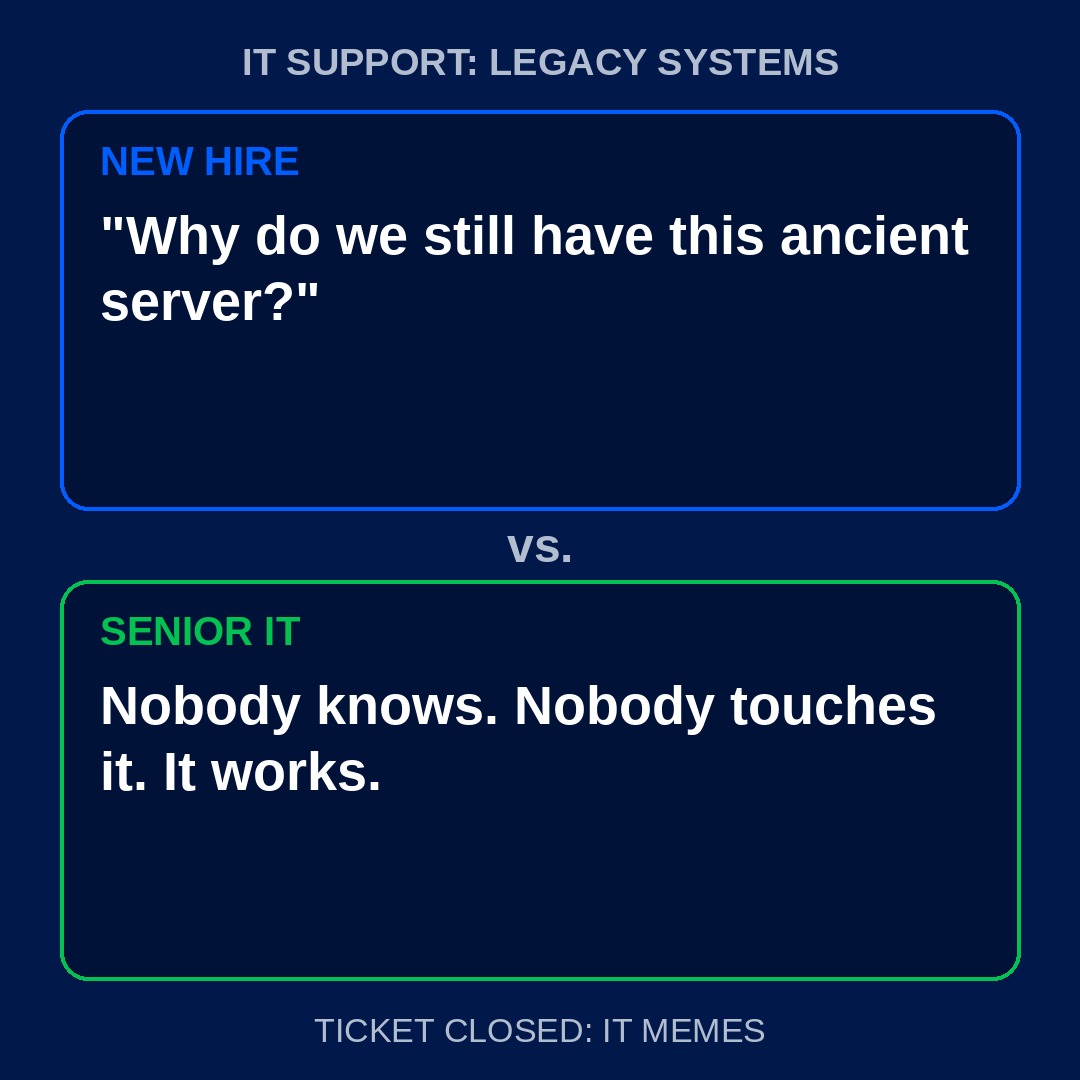 IT SUPPORT: LEGACY SYSTEMS
NEW HIRE
"Why do we still have this ancient
server?"
vs.
SENIOR IT
Nobody knows. Nobody touches
it. It works.
TICKET CLOSED: IT MEMES